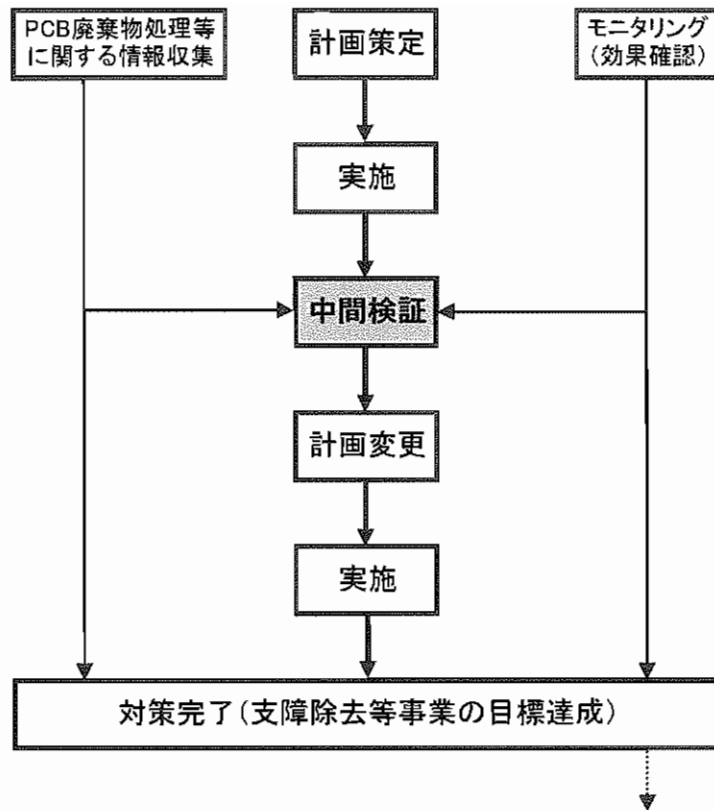 PCB廃棄物処理等
に関する情報収集
計画策定
モニタリング
(効果確認)
実施
中間検証
計画変更
実施
対策完了(支障除去等事業の目標達成)